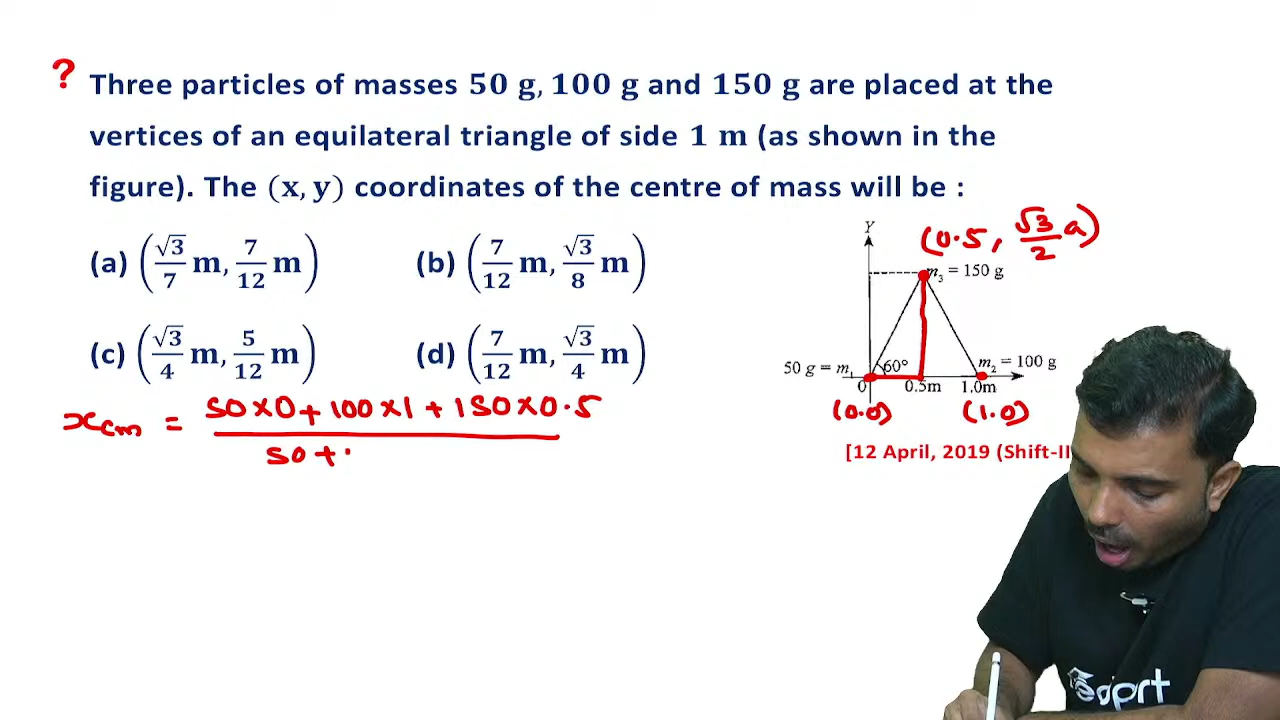 ? Three particles of masses 50 g, 100 g and 150 g are placed at the
vertices of an equilateral triangle of side 1 m (as shown in the
figure). The (x, y) coordinates of the centre of mass will be :
(a) (√3/7 m, 7/12 m) (b) (7/12 m, √3/8 m)
(c) (√3/4 m, 5/12 m) (d) (7/12 m, √3/4 m)
Y
(0.5, √3/2 a)
m₃ = 150 g
50 g = m₁
60°
m₂ = 100 g
0 0.5m 1.0m
(0.0) (1.0)
[12 April, 2019 (Shift-II
x_cm = 50×0+100×1+150×0.5
50+